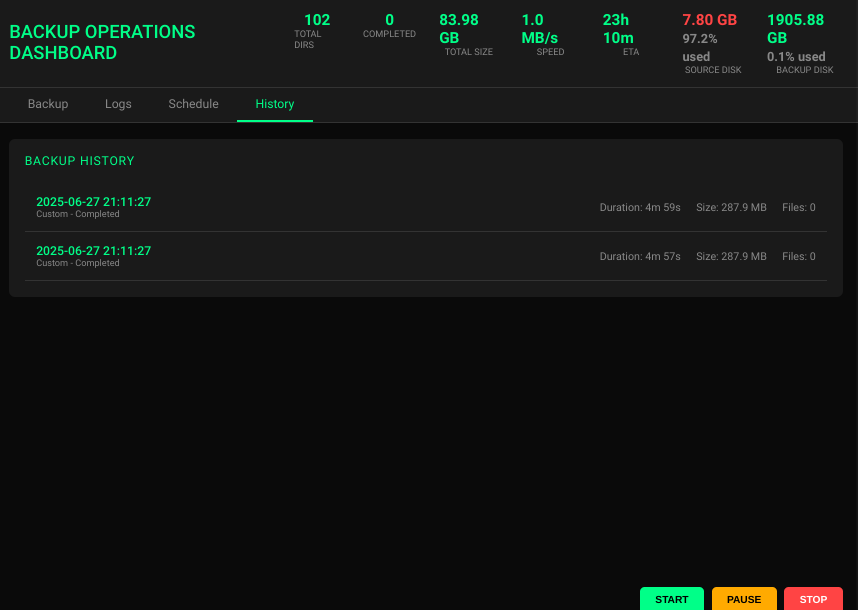 BACKUP OPERATIONS
DASHBOARD
102
TOTAL
DIRS
0
COMPLETED
83.98
GB
TOTAL SIZE
1.0
MB/s
SPEED
23h
10m
ETA
7.80 GB
97.2%
used
SOURCE DISK
1905.88
GB
0.1% used
BACKUP DISK
Backup Logs Schedule History
BACKUP HISTORY
2025-06-27 21:11:27
Custom - Completed
Duration: 4m 59s Size: 287.9 MB Files: 0
2025-06-27 21:11:27
Custom - Completed
Duration: 4m 57s Size: 287.9 MB Files: 0
START PAUSE STOP